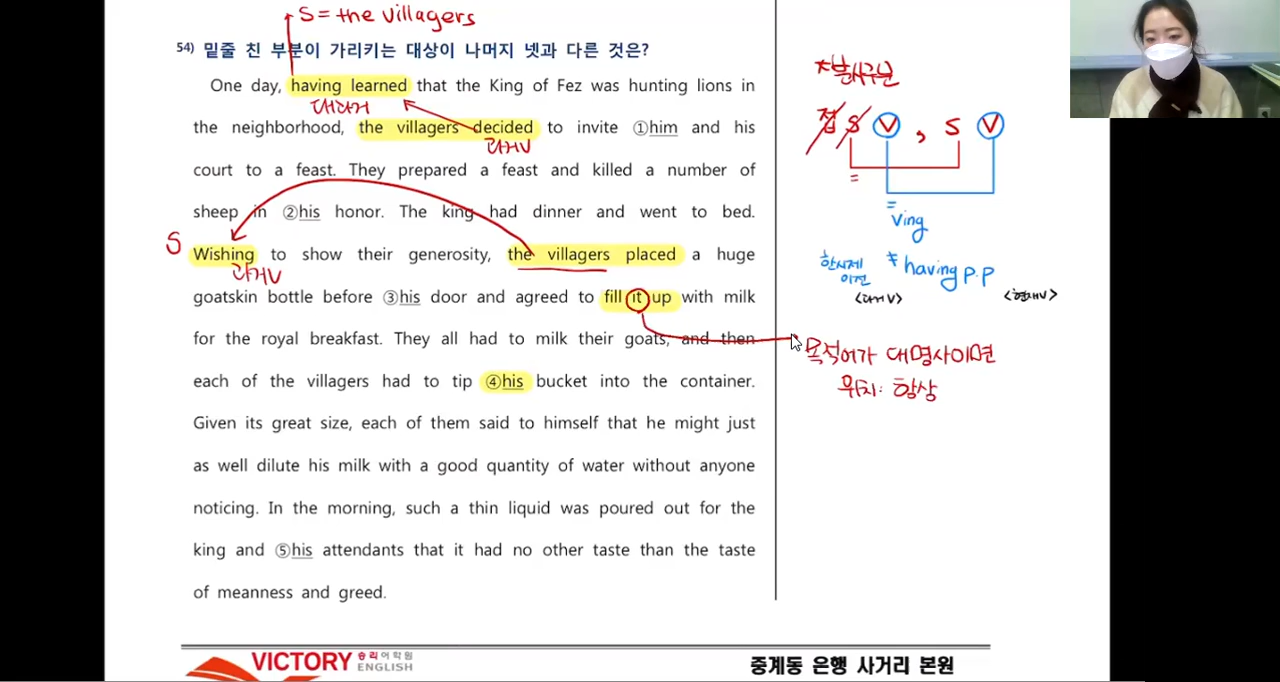 S = the villagers
54) 밑줄 친 부분이 가리키는 대상이 나머지 넷과 다른 것은?
One day, having learned that the King of Fez was hunting lions in
대과거
the neighborhood, the villagers decided to invite ①him and his
과거V
court to a feast. They prepared a feast and killed a number of
sheep in ②his honor. The king had dinner and went to bed.
S Wishing to show their generosity, the villagers placed a huge
과거V
goatskin bottle before ③his door and agreed to fill it up with milk
for the royal breakfast. They all had to milk their goats, and then
each of the villagers had to tip ④his bucket into the container.
Given its great size, each of them said to himself that he might just
as well dilute his milk with a good quantity of water without anyone
noticing. In the morning, such a thin liquid was poured out for the
king and ⑤his attendants that it had no other taste than the taste
of meanness and greed.
*분사구문
접 S V , S V
=
= Ving
한시제 이전 ≠ having p.p
<과거V> <현재V>
목적어가 대명사이면
위치: 항상
VICTORY 승리어학원
ENGLISH
중계동 은행 사거리 본원